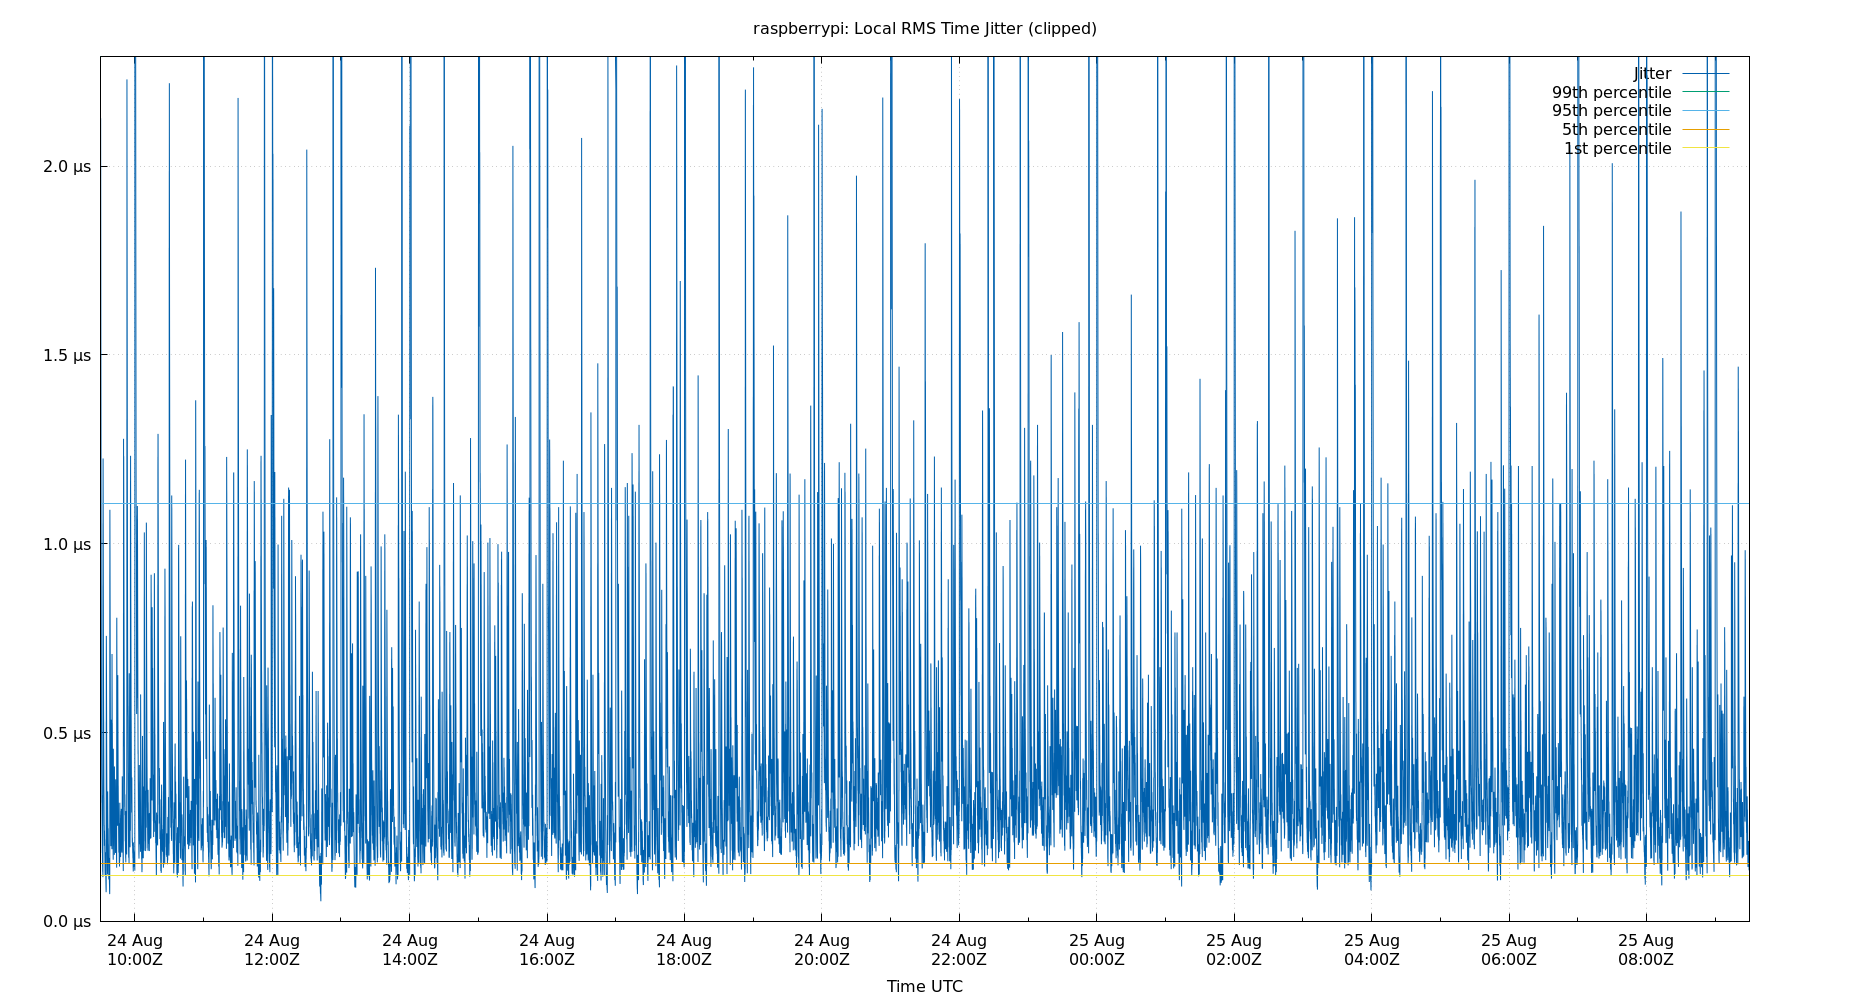 raspberrypi: Local RMS Time Jitter (clipped)
Jitter
99th percentile
95th percentile
5th percentile
1st percentile
2.0 µs
1.5 µs
1.0 µs
0.5 µs
0.0 µs
24 Aug 24 Aug 24 Aug 24 Aug 24 Aug 24 Aug 24 Aug 25 Aug 25 Aug 25 Aug 25 Aug 25 Aug
10:00Z 12:00Z 14:00Z 16:00Z 18:00Z 20:00Z 22:00Z 00:00Z 02:00Z 04:00Z 06:00Z 08:00Z
Time UTC